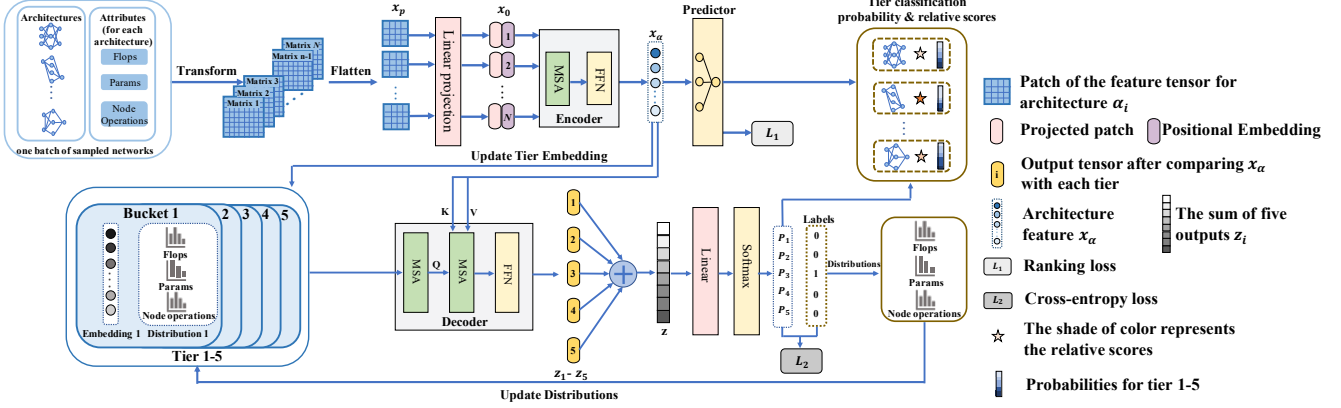 Architectures
Attributes
(for each
architecture)
Flops
Params
Node
Operations
one batch of sampled networks
Transform
Matrix N
Matrix n-1
Matrix 3
Matrix 2
Matrix 1
Flatten
x_p
Linear projection
x_0
1
2
N
MSA
FFN
Encoder
x_α
Predictor
L_1
Tier classification
probability & relative scores
Update Tier Embedding
Bucket 1
2
3
4
5
Flops
Params
Node operations
Embedding 1
Distribution 1
Tier 1-5
K
V
MSA
Q
MSA
FFN
Decoder
1
2
3
4
5
z_1- z_5
z
Linear
Softmax
P_1
P_2
P_3
P_4
P_5
Labels
0
0
1
0
0
L_2
Distributions
Flops
Params
Node operations
Update Distributions
Patch of the feature tensor for
architecture α_i
Projected patch
Positional Embedding
i
Output tensor after comparing x_α
with each tier
Architecture
feature x_α
The sum of five
outputs z_i
L_1
Ranking loss
L_2
Cross-entropy loss
The shade of color represents
the relative scores
Probabilities for tier 1-5